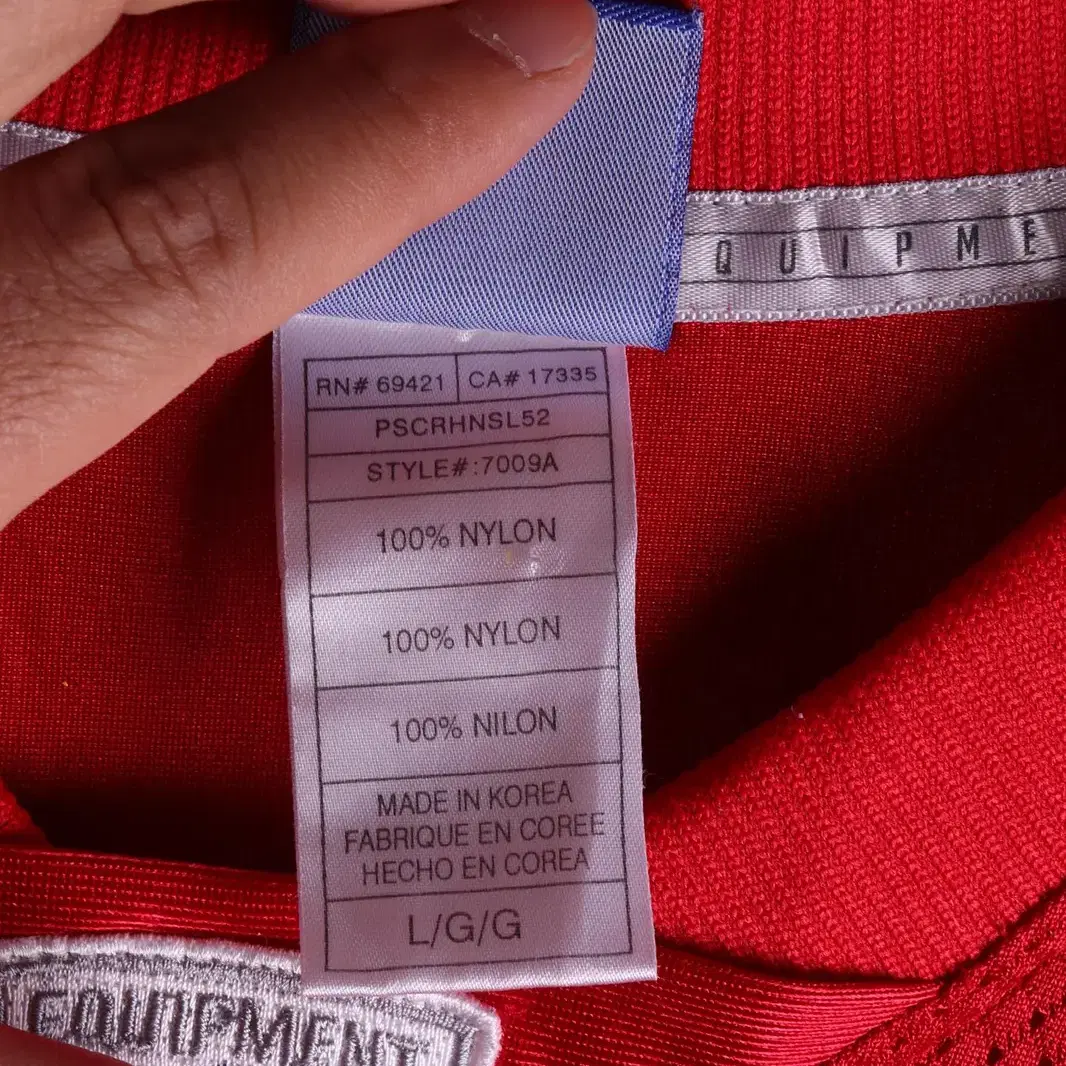 QUIPME
RN# 69421 CA# 17335
PSCRHNSL52
STYLE#:7009A
100% NYLON
100% NYLON
100% NILON
MADE IN KOREA
FABRIQUE EN COREE
HECHO EN COREA
L/G/G
EQUIPMENT